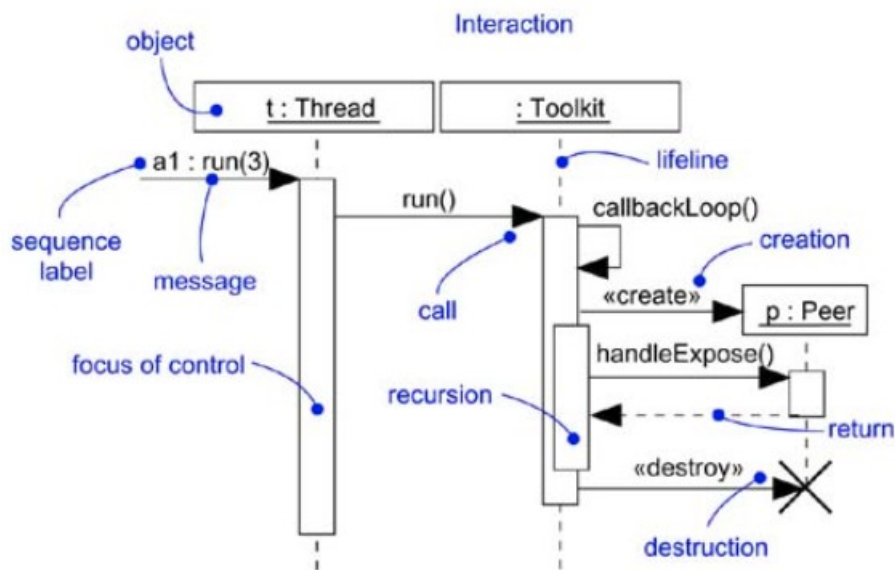 Interaction
object
t : Thread
: Toolkit
a1 : run(3)
lifeline
run()
callbackLoop()
sequence
label
message
call
creation
«create»
p : Peer
focus of control
handleExpose()
recursion
return
«destroy»
destruction